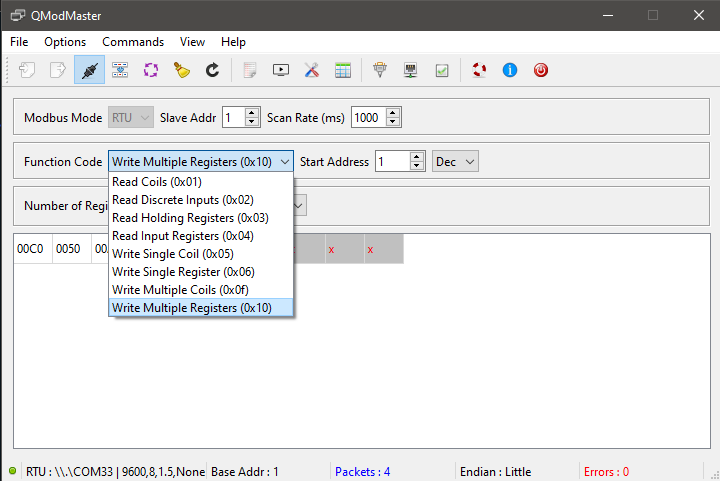 QModMaster
File Options Commands View Help
Modbus Mode RTU Slave Addr 1 Scan Rate (ms) 1000
Function Code Write Multiple Registers (0x10) Start Address 1 Dec
Read Coils (0x01)
Read Discrete Inputs (0x02)
Read Holding Registers (0x03)
Read Input Registers (0x04)
Write Single Coil (0x05)
Write Single Register (0x06)
Write Multiple Coils (0x0f)
Write Multiple Registers (0x10)
Number of Regi
00C0 0050 00 x x x
RTU : \\.\COM33 | 9600,8,1.5,None Base Addr : 1 Packets : 4 Endian : Little Errors : 0